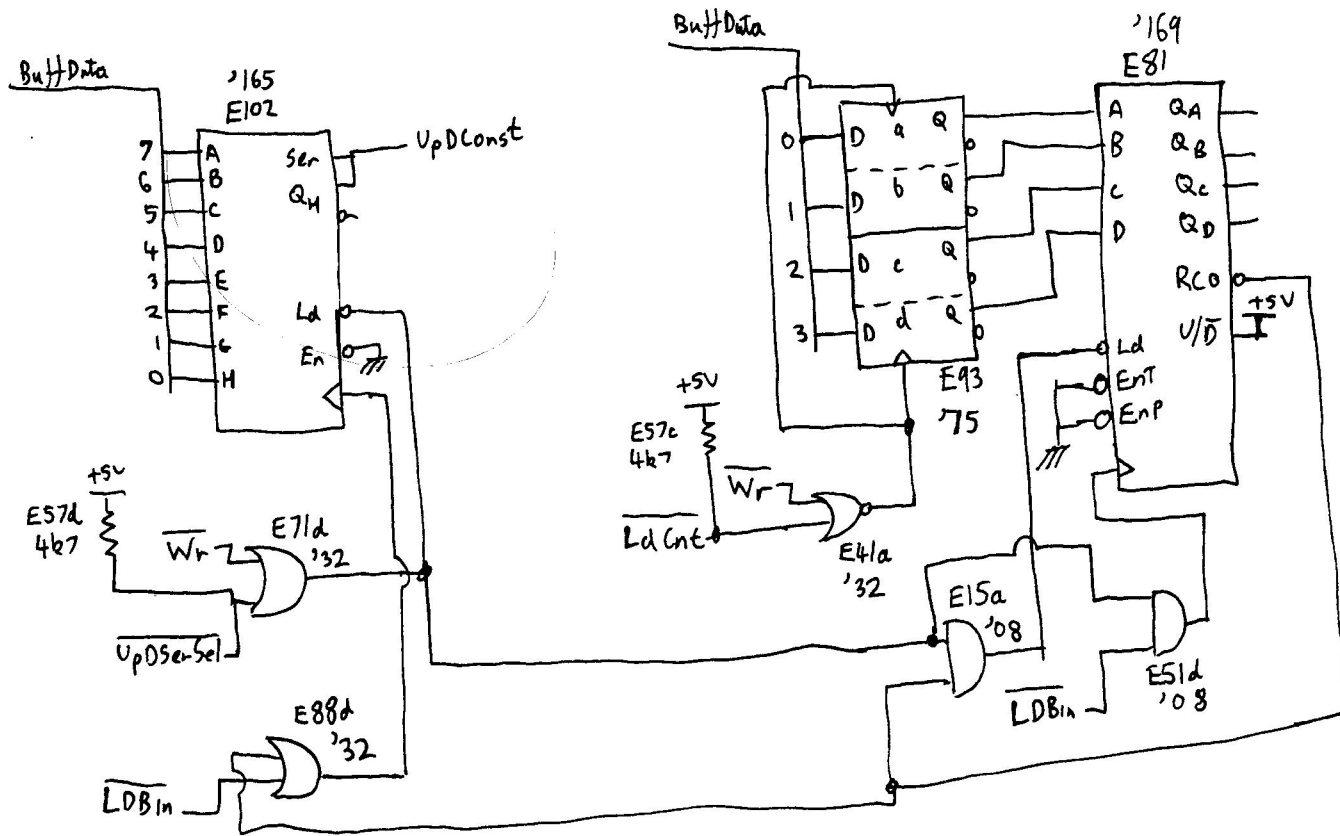 BuffData
'165
E102
7 A
6 B
5 C
4 D
3 E
2 F
1 G
0 H
Ser
QH
Ld
En
UpDConst
+5V
E57d
4k7
Wr
E71d
'32
UpDSerSel
E88d
'32
LDBin
BuffData
0 D a Q
1 D b Q
2 D c Q
3 D d Q
E93
'75
'169
E81
A QA
B QB
C QC
D QD
RCO
+5V
U/D
Ld
EnT
EnP
+5V
E57c
4k7
Wr
LdCnt
E41a
'32
E15a
'08
LDBin
E51d
'08